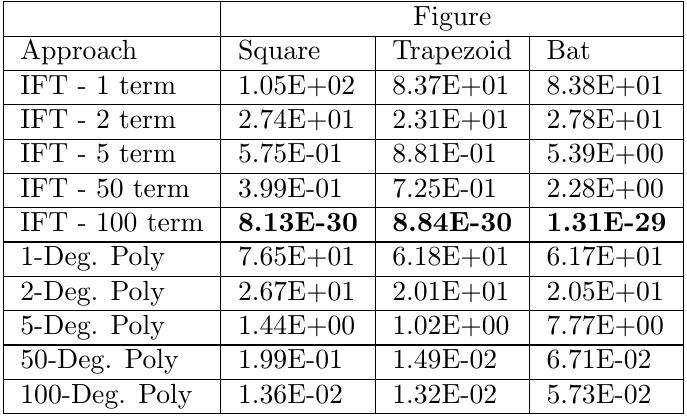 Figure
Approach Square Trapezoid Bat
IFT - 1 term 1.05E+02 8.37E+01 8.38E+01
IFT - 2 term 2.74E+01 2.31E+01 2.78E+01
IFT - 5 term 5.75E-01 8.81E-01 5.39E+00
IFT - 50 term 3.99E-01 7.25E-01 2.28E+00
IFT - 100 term 8.13E-30 8.84E-30 1.31E-29
1-Deg. Poly 7.65E+01 6.18E+01 6.17E+01
2-Deg. Poly 2.67E+01 2.01E+01 2.05E+01
5-Deg. Poly 1.44E+00 1.02E+00 7.77E+00
50-Deg. Poly 1.99E-01 1.49E-02 6.71E-02
100-Deg. Poly 1.36E-02 1.32E-02 5.73E-02